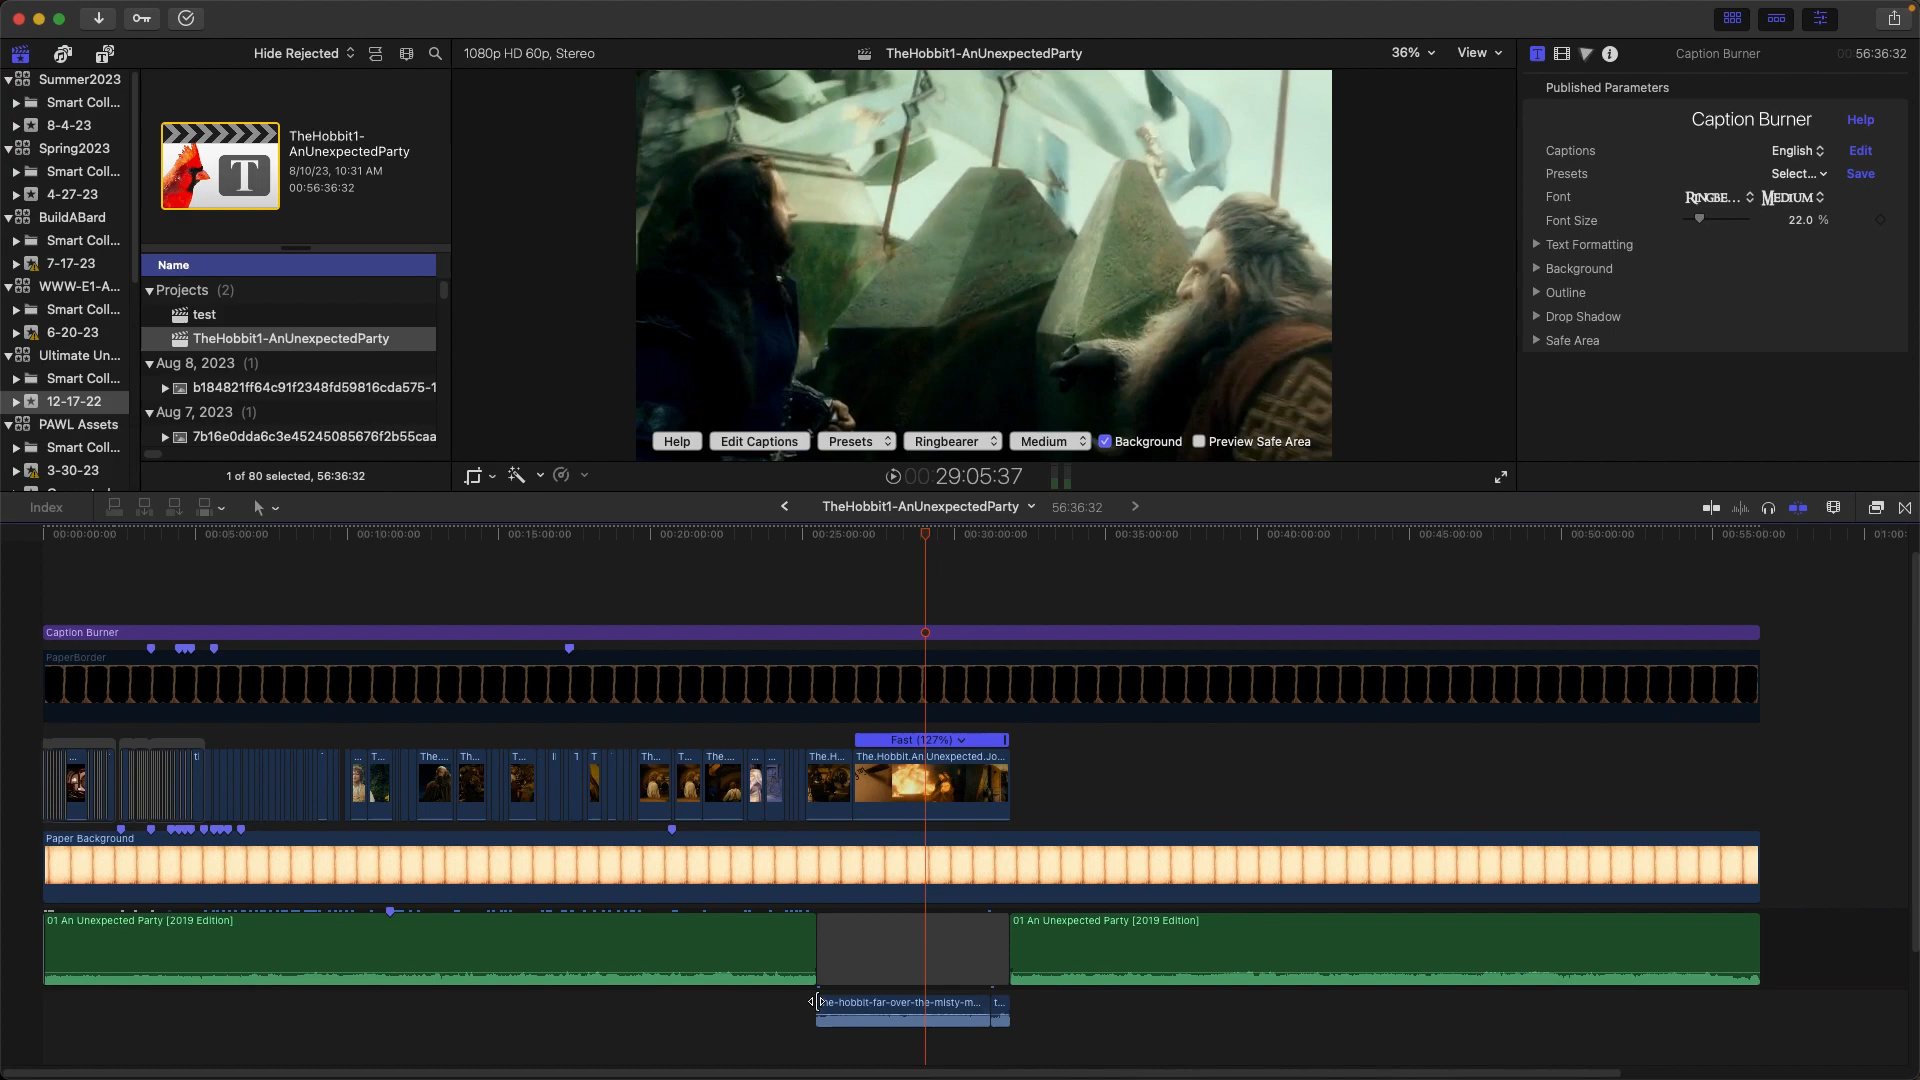 Hide Rejected
1080p HD 60p, Stereo
TheHobbit1-AnUnexpectedParty
36%
View
Caption Burner
00:56:36:32
Summer2023
Smart Coll...
8-4-23
Spring2023
Smart Coll...
4-27-23
BuildABard
Smart Coll...
7-17-23
WWW-E1-A...
Smart Coll...
6-20-23
Ultimate Un...
Smart Coll...
12-17-22
PAWL Assets
Smart Coll...
3-30-23
T
TheHobbit1-
AnUnexpectedParty
8/10/23, 10:31 AM
00:56:36:32
Name
Projects (2)
test
TheHobbit1-AnUnexpectedParty
Aug 8, 2023 (1)
b184821ff64c91f2348fd59816cda575-1
Aug 7, 2023 (1)
7b16e0dda6c3e45245085676f2b55caa
1 of 80 selected, 56:36:32
Help
Edit Captions
Presets
Ringbearer
Medium
Background
Preview Safe Area
00:29:05:37
Published Parameters
Caption Burner
Help
Captions
English
Edit
Presets
Select...
Save
Font
Ringbe...
Medium
Font Size
22.0 %
Text Formatting
Background
Outline
Drop Shadow
Safe Area
Index
TheHobbit1-AnUnexpectedParty
56:36:32
00:00:00:00
00:05:00:00
00:10:00:00
00:15:00:00
00:20:00:00
00:25:00:00
00:30:00:00
00:35:00:00
00:40:00:00
00:45:00:00
00:50:00:00
00:55:00:00
01:00:
Caption Burner
PaperBorder
Fast (127%)
... T... The.... Th... T... T Th... T... The.... ... ... The.H... The.Hobbit.An.Unexpected.Jo...
Paper Background
01 An Unexpected Party [2019 Edition]
01 An Unexpected Party [2019 Edition]
he-hobbit-far-over-the-misty-m...
t...